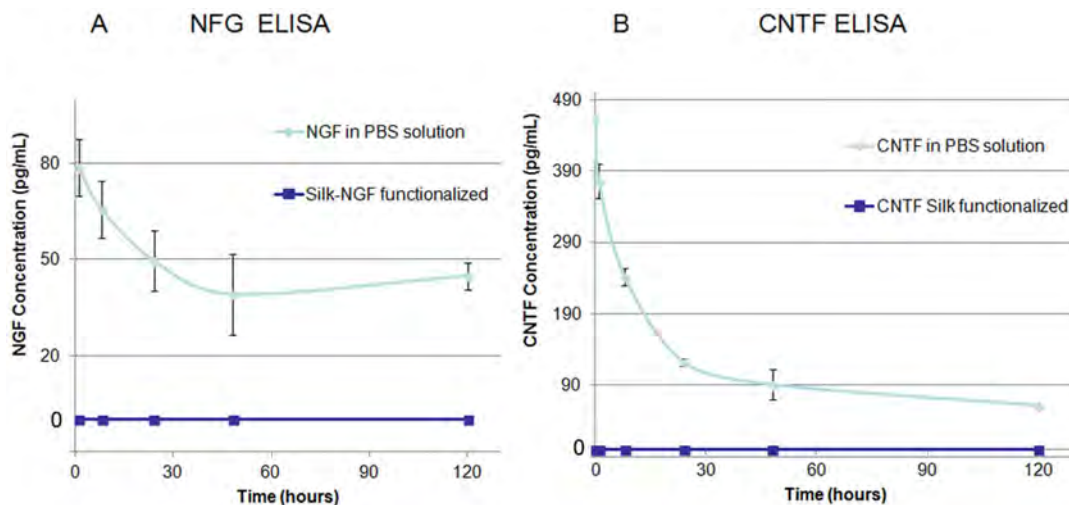 A NFG ELISA
NGF Concentration (pg/mL)
80
50
20
0
NGF in PBS solution
Silk-NGF functionalized
0 30 60 90 120
Time (hours)
B CNTF ELISA
CNTF Concentration (pg/mL)
490
390
290
190
90
0
CNTF in PBS solution
CNTF Silk functionalized
0 30 60 90 120
Time (hours)